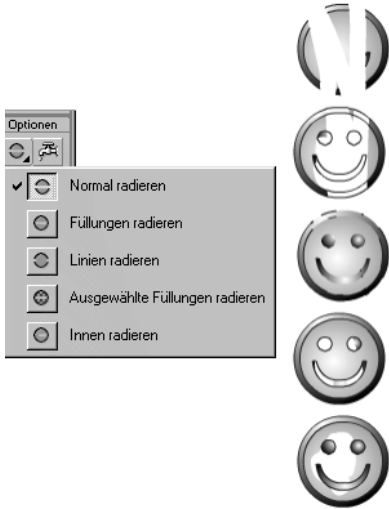 Optionen
Normal radieren
Füllungen radieren
Linien radieren
Ausgewählte Füllungen radieren
Innen radieren